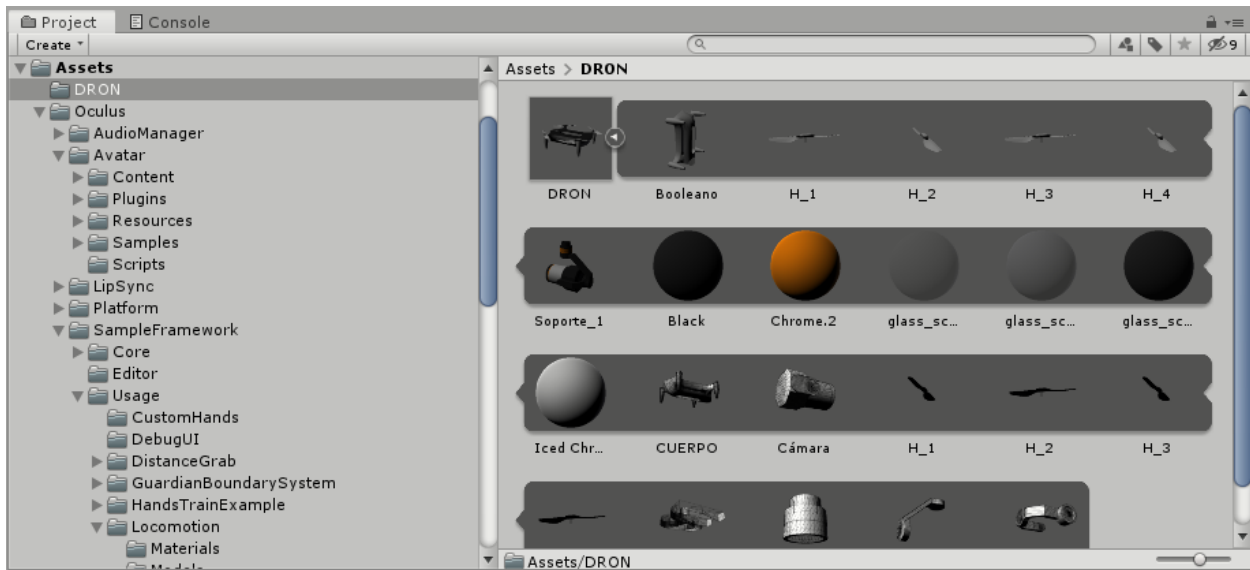 Project
Console
Create
9
Assets
DRON
Oculus
AudioManager
Avatar
Content
Plugins
Resources
Samples
Scripts
LipSync
Platform
SampleFramework
Core
Editor
Usage
CustomHands
DebugUI
DistanceGrab
GuardianBoundarySystem
HandsTrainExample
Locomotion
Materials
Assets > DRON
DRON Booleano H_1 H_2 H_3 H_4
Soporte_1 Black Chrome.2 glass_sc... glass_sc... glass_sc...
Iced Chr... CUERPO Cámara H_1 H_2 H_3
Assets/DRON